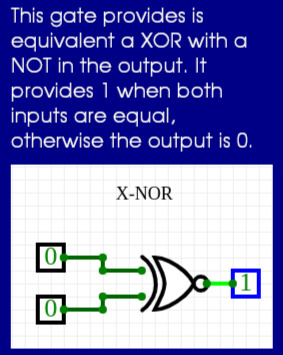 This gate provides is
equivalent a XOR with a
NOT in the output. It
provides 1 when both
inputs are equal,
otherwise the output is 0.
X-NOR
0
1
0